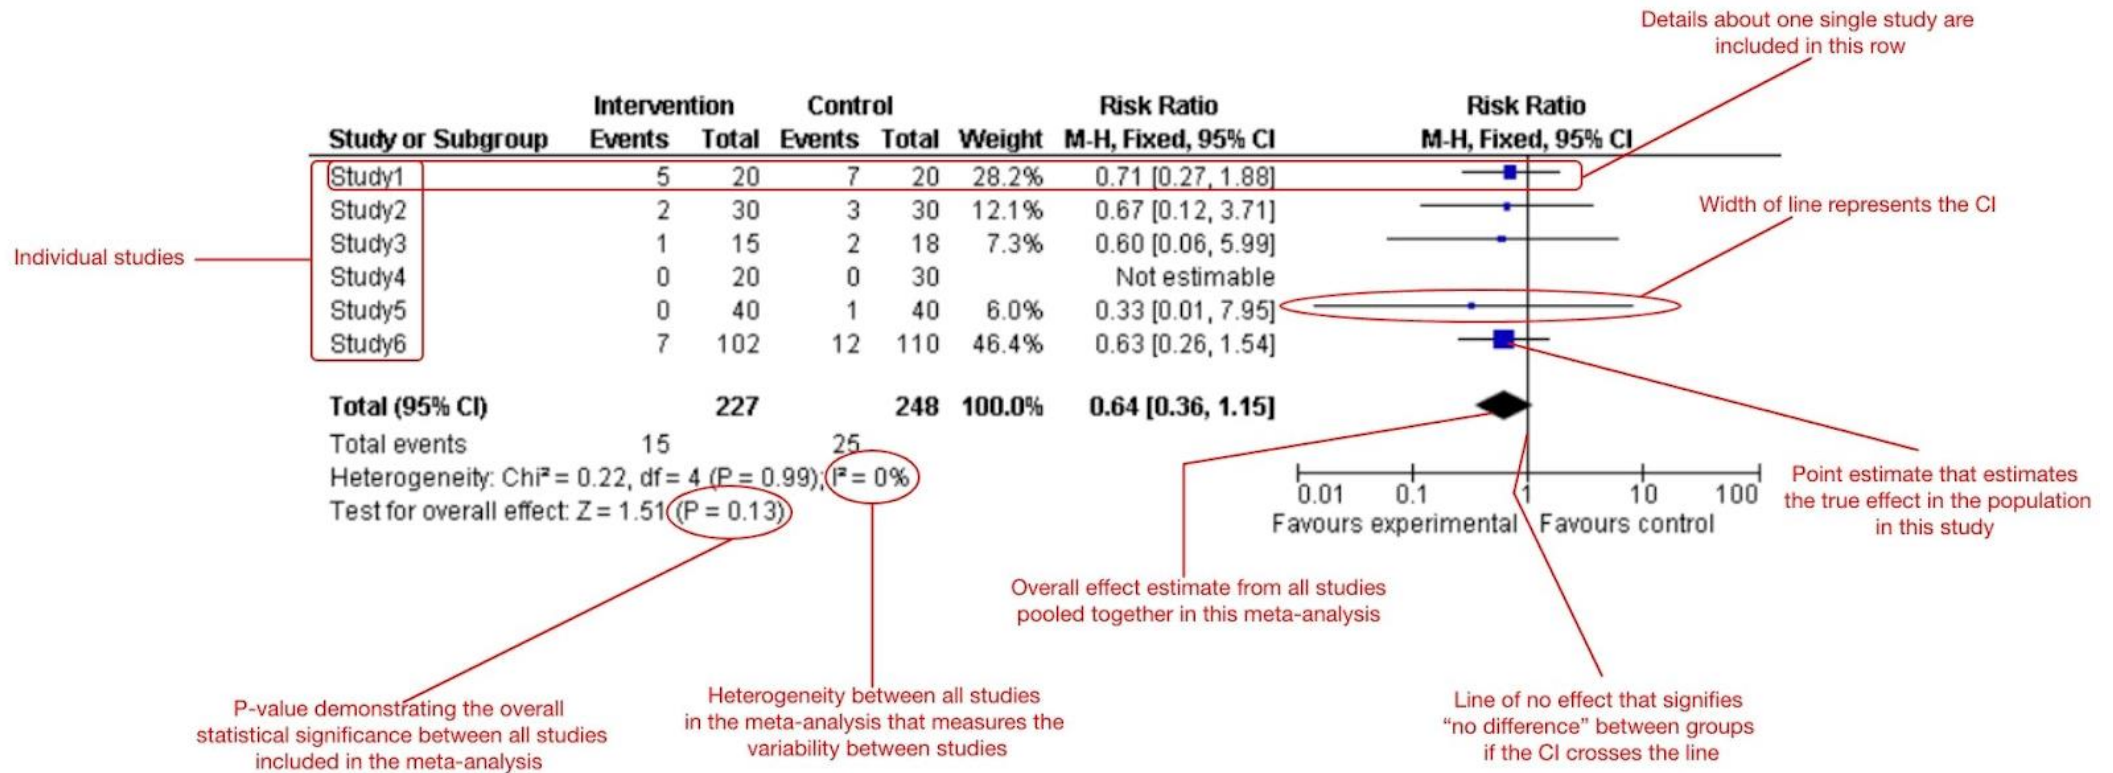 Details about one single study are
included in this row
Intervention Control Risk Ratio Risk Ratio
Study or Subgroup Events Total Events Total Weight M-H, Fixed, 95% CI M-H, Fixed, 95% CI
Study1 5 20 7 20 28.2% 0.71 [0.27, 1.88]
Study2 2 30 3 30 12.1% 0.67 [0.12, 3.71]
Study3 1 15 2 18 7.3% 0.60 [0.06, 5.99]
Study4 0 20 0 30 Not estimable
Study5 0 40 1 40 6.0% 0.33 [0.01, 7.95]
Study6 7 102 12 110 46.4% 0.63 [0.26, 1.54]
Width of line represents the CI
Individual studies
Total (95% CI) 227 248 100.0% 0.64 [0.36, 1.15]
Total events 15 25
Heterogeneity: Chi² = 0.22, df = 4 (P = 0.99); I² = 0%
Test for overall effect: Z = 1.51 (P = 0.13)
0.01 0.1 1 10 100
Favours experimental Favours control
Point estimate that estimates
the true effect in the population
in this study
Overall effect estimate from all studies
pooled together in this meta-analysis
P-value demonstrating the overall
statistical significance between all studies
included in the meta-analysis
Heterogeneity between all studies
in the meta-analysis that measures the
variability between studies
Line of no effect that signifies
“no difference” between groups
if the CI crosses the line